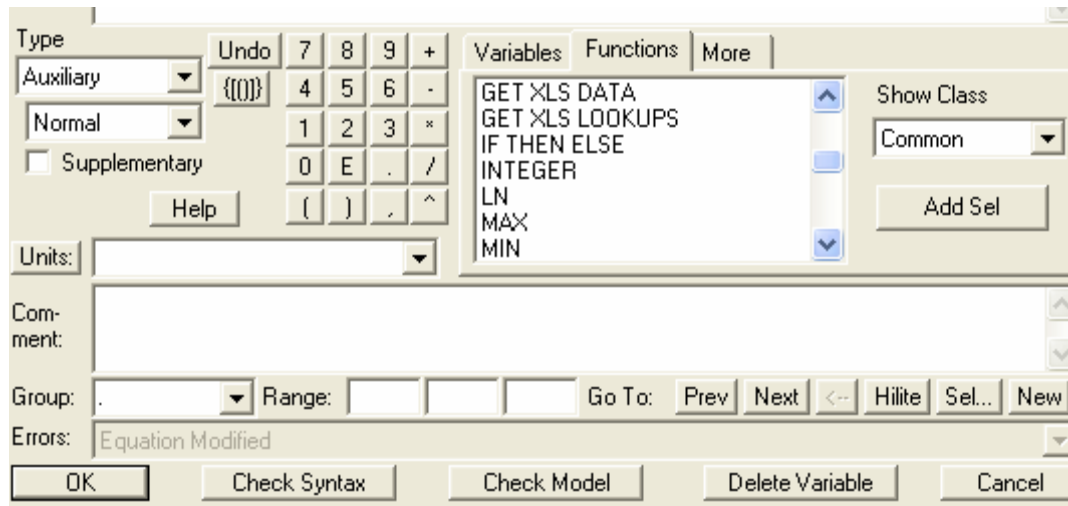 Type
Undo 7 8 9 +
Variables Functions More
Auxiliary
{[()]} 4 5 6 -
GET XLS DATA
Show Class
GET XLS LOOKUPS
Normal
1 2 3 *
IF THEN ELSE
Common
Supplementary
0 E . /
INTEGER
LN
Help
( ) , ^
MAX
Add Sel
MIN
Units:
Com-
ment:
Group: . Range: Go To: Prev Next <-- Hilite Sel... New
Errors: Equation Modified
OK Check Syntax Check Model Delete Variable Cancel